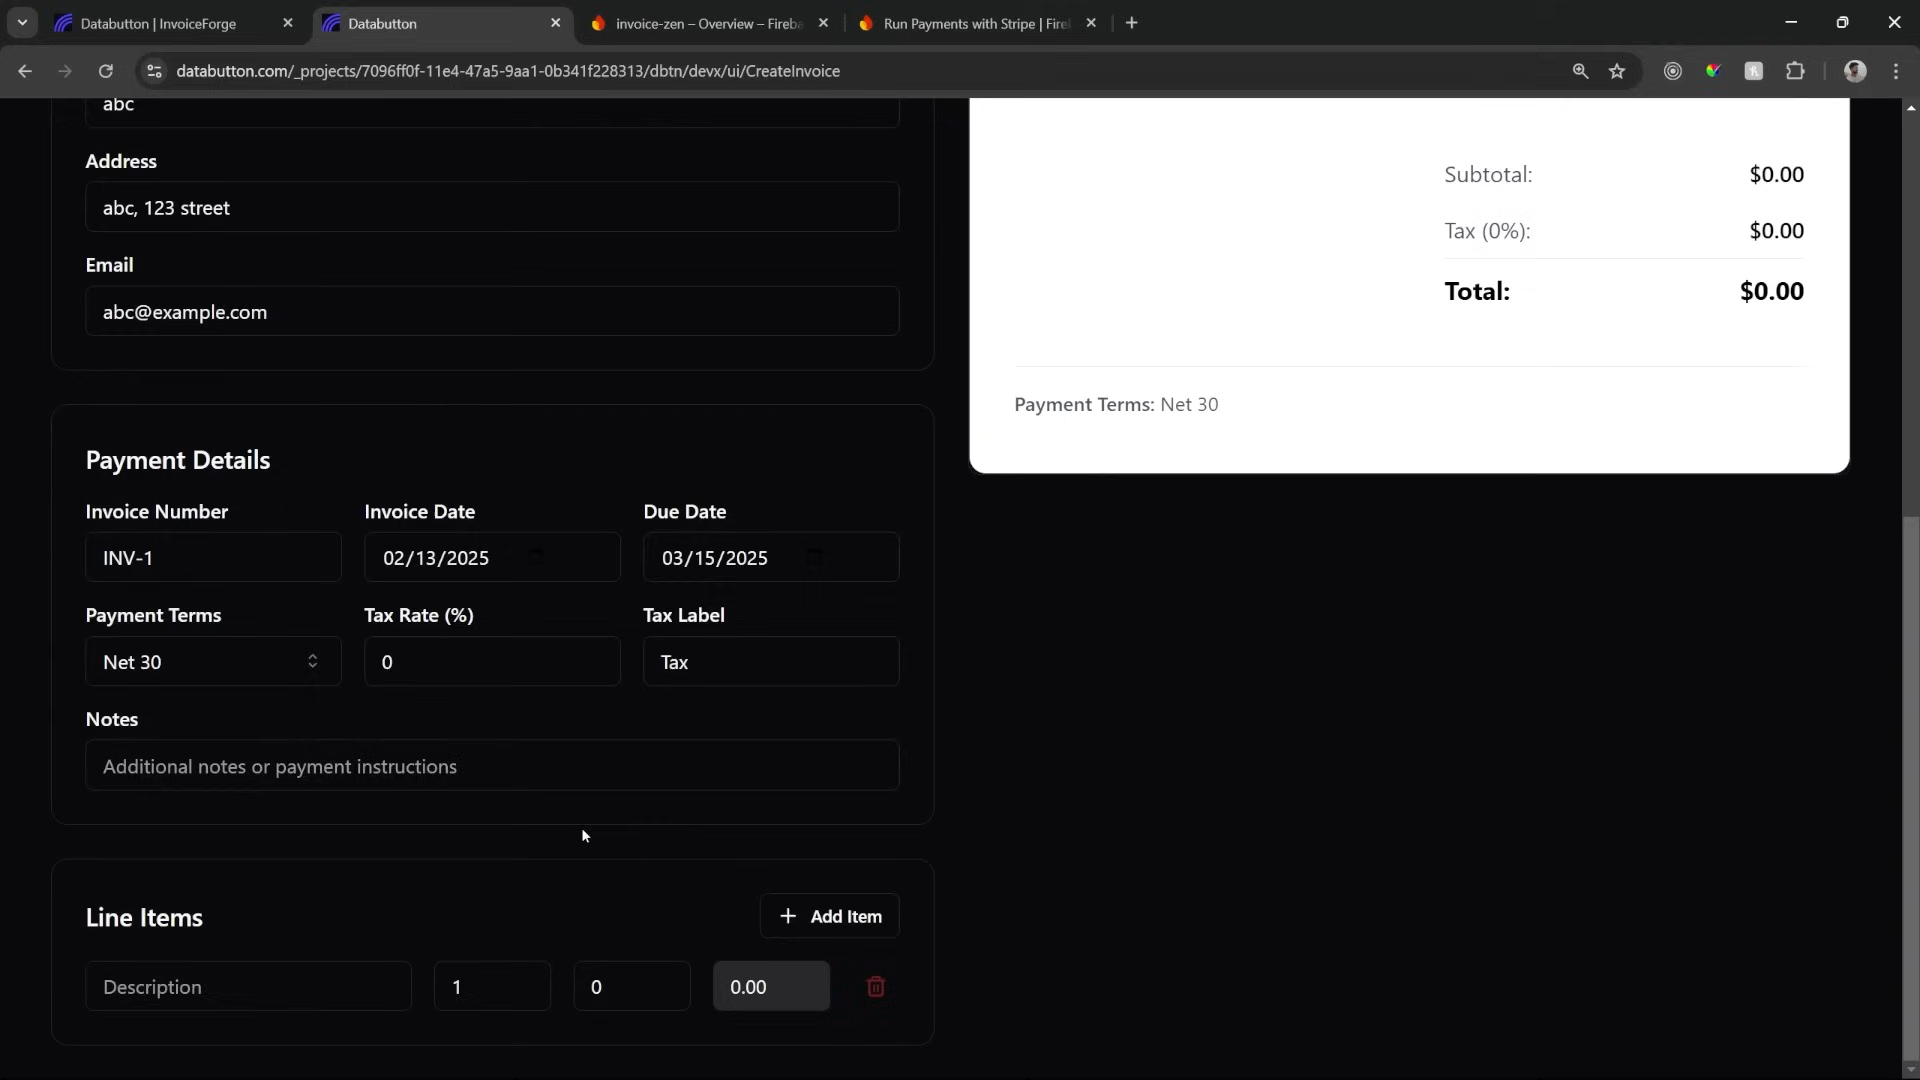 Databutton | InvoiceForge
Databutton
invoice-zen – Overview – Fireba
Run Payments with Stripe | Fire
databutton.com/_projects/7096ff0f-11e4-47a5-9aa1-0b341f228313/dbtn/devx/ui/CreateInvoice
abc
Address
abc, 123 street
Email
abc@example.com
Payment Details
Invoice Number
Invoice Date
Due Date
INV-1
02/13/2025
03/15/2025
Payment Terms
Tax Rate (%)
Tax Label
Net 30
0
Tax
Notes
Additional notes or payment instructions
Line Items
+ Add Item
Description
1
0
0.00
Subtotal: $0.00
Tax (0%): $0.00
Total: $0.00
Payment Terms: Net 30